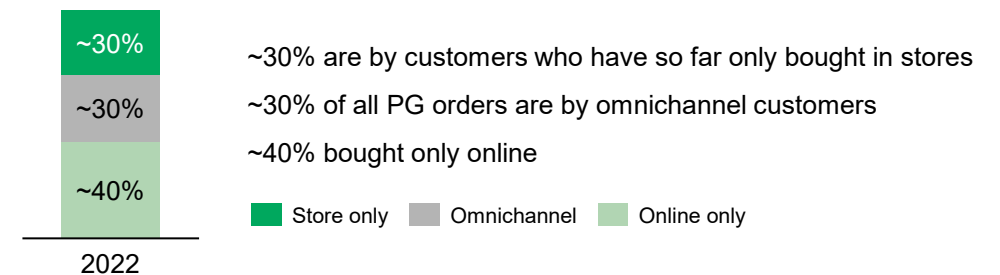 ~30%
~30%
~40%
2022
~30% are by customers who have so far only bought in stores
~30% of all PG orders are by omnichannel customers
~40% bought only online
Store only
Omnichannel
Online only